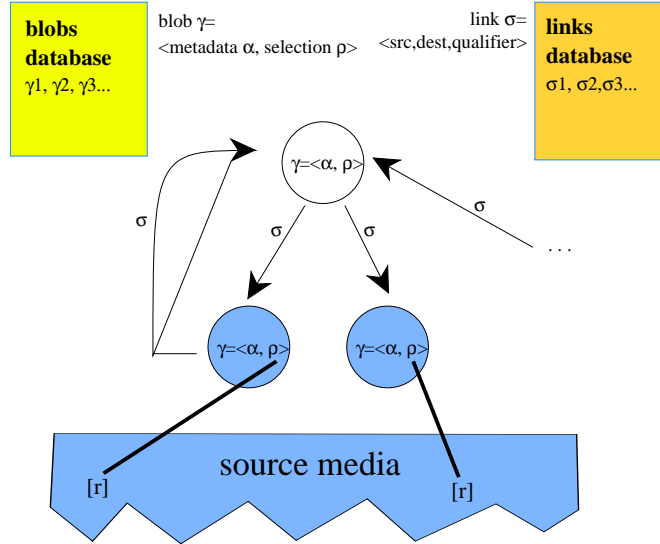 blobs
database
γ1, γ2, γ3...
blob γ=
<metadata α, selection ρ>
link σ=
<src,dest,qualifier>
links
database
σ1, σ2,σ3...
γ=<α, ρ>
σ
σ
σ
σ
. . .
γ=<α, ρ>
γ=<α, ρ>
source media
[r]
[r]